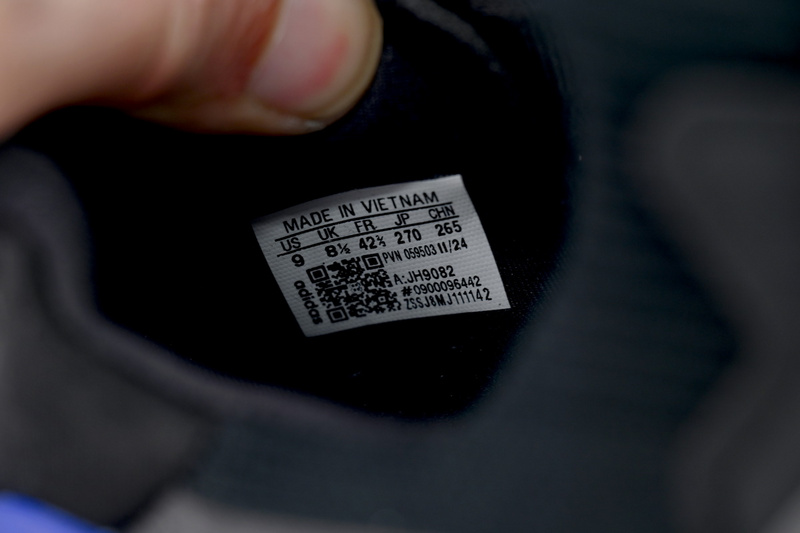 MADE IN VIETNAM
US UK FR JP CHN
9 8½ 42⅔ 270 265
PVN 059503 11/24
A:JH9082
#0900096442
ZSSJ8MJ111142
adidas